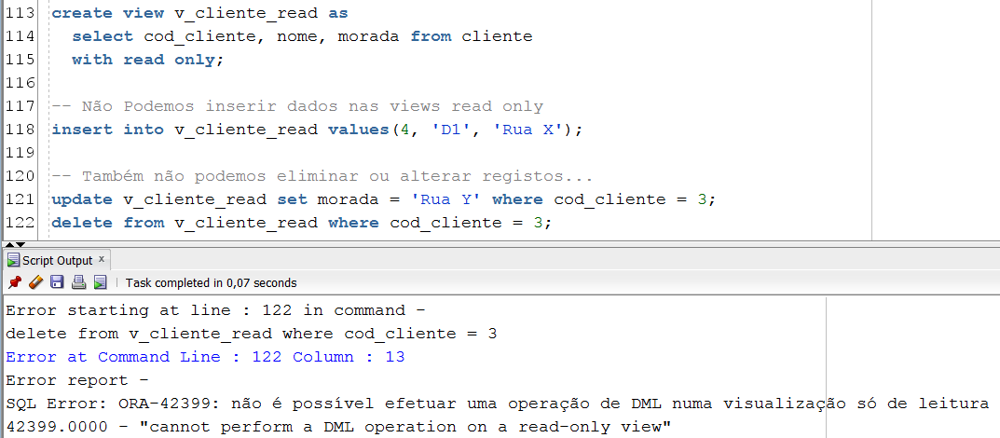 113 create view v_cliente_read as
114   select cod_cliente, nome, morada from cliente
115   with read only;
116
117 -- Não Podemos inserir dados nas views read only
118 insert into v_cliente_read values(4, 'D1', 'Rua X');
119
120 -- Também não podemos eliminar ou alterar registos...
121 update v_cliente_read set morada = 'Rua Y' where cod_cliente = 3;
122 delete from v_cliente_read where cod_cliente = 3;
Script Output x
Task completed in 0,07 seconds
Error starting at line : 122 in command -
delete from v_cliente_read where cod_cliente = 3
Error at Command Line : 122 Column : 13
Error report -
SQL Error: ORA-42399: não é possível efetuar uma operação de DML numa visualização só de leitura
42399.0000 - "cannot perform a DML operation on a read-only view"